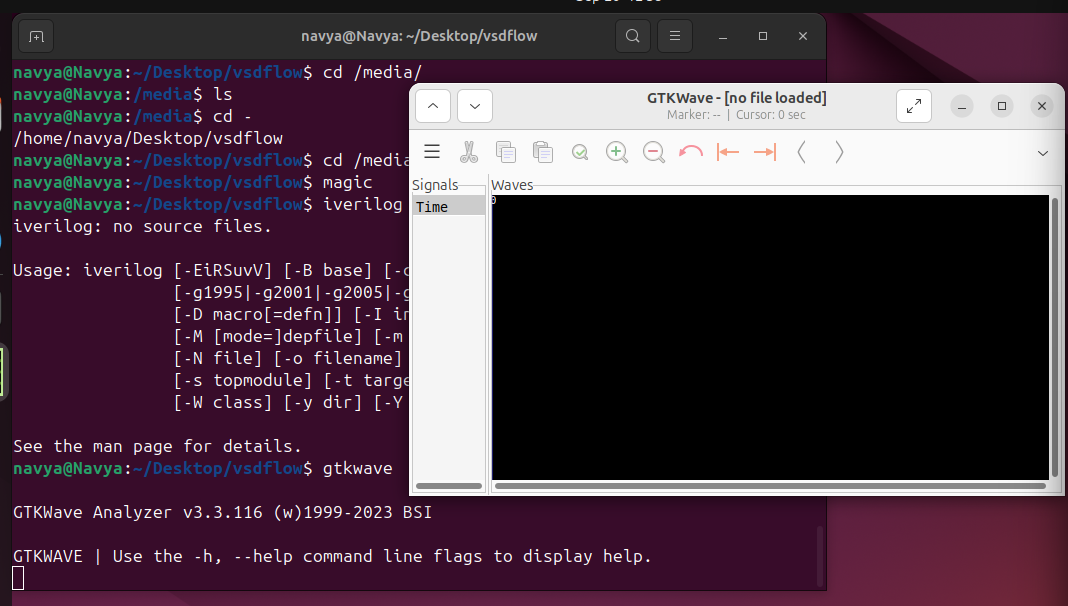 navya@Navya: ~/Desktop/vsdflow
navya@Navya:~/Desktop/vsdflow$ cd /media/
navya@Navya:/media$ ls
navya@Navya:/media$ cd -
/home/navya/Desktop/vsdflow
navya@Navya:~/Desktop/vsdflow$ cd /media
navya@Navya:~/Desktop/vsdflow$ magic
navya@Navya:~/Desktop/vsdflow$ iverilog
iverilog: no source files.
Usage: iverilog [-EiRSuvV] [-B base] [-c
[-g1995|-g2001|-g2005|-g
[-D macro[=defn]] [-I in
[-M [mode=]depfile] [-m
[-N file] [-o filename]
[-s topmodule] [-t targe
[-W class] [-y dir] [-Y
See the man page for details.
navya@Navya:~/Desktop/vsdflow$ gtkwave
GTKWave Analyzer v3.3.116 (w)1999-2023 BSI
GTKWAVE | Use the -h, --help command line flags to display help.
GTKWave - [no file loaded]
Marker: -- | Cursor: 0 sec
Signals
Waves
Time
0